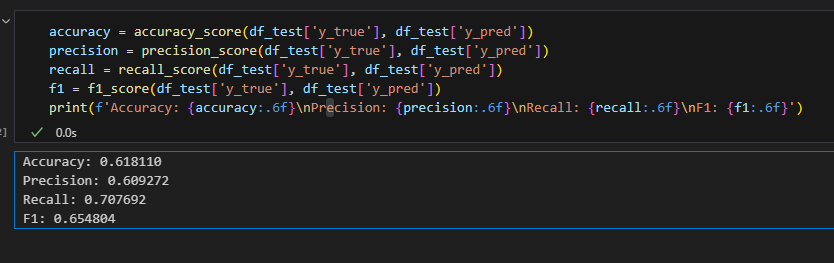 accuracy = accuracy_score(df_test['y_true'], df_test['y_pred'])
precision = precision_score(df_test['y_true'], df_test['y_pred'])
recall = recall_score(df_test['y_true'], df_test['y_pred'])
f1 = f1_score(df_test['y_true'], df_test['y_pred'])
print(f'Accuracy: {accuracy:.6f}\nPrecision: {precision:.6f}\nRecall: {recall:.6f}\nF1: {f1:.6f}')
] 0.0s
Accuracy: 0.618110
Precision: 0.609272
Recall: 0.707692
F1: 0.654804